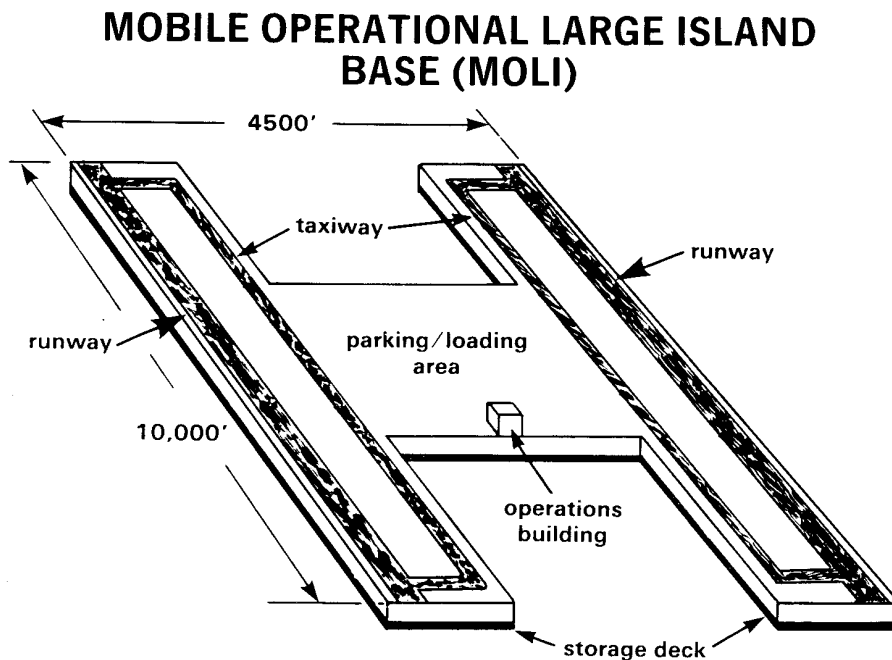 MOBILE OPERATIONAL LARGE ISLAND
BASE (MOLI)
4500'
taxiway
runway
runway
parking/loading
area
10,000'
operations
building
storage deck